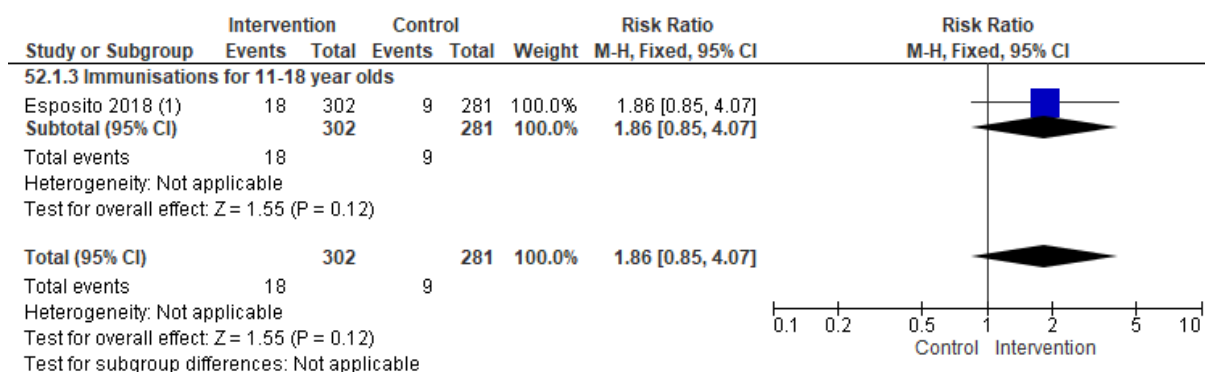 Intervention Control Risk Ratio Risk Ratio
Study or Subgroup Events Total Events Total Weight M-H, Fixed, 95% CI M-H, Fixed, 95% CI
52.1.3 Immunisations for 11-18 year olds
Esposito 2018 (1) 18 302 9 281 100.0% 1.86 [0.85, 4.07]
Subtotal (95% CI) 302 281 100.0% 1.86 [0.85, 4.07]
Total events 18 9
Heterogeneity: Not applicable
Test for overall effect: Z = 1.55 (P = 0.12)
Total (95% CI) 302 281 100.0% 1.86 [0.85, 4.07]
Total events 18 9
Heterogeneity: Not applicable
Test for overall effect: Z = 1.55 (P = 0.12)
Test for subgroup differences: Not applicable
0.1 0.2 0.5 1 2 5 10
Control Intervention